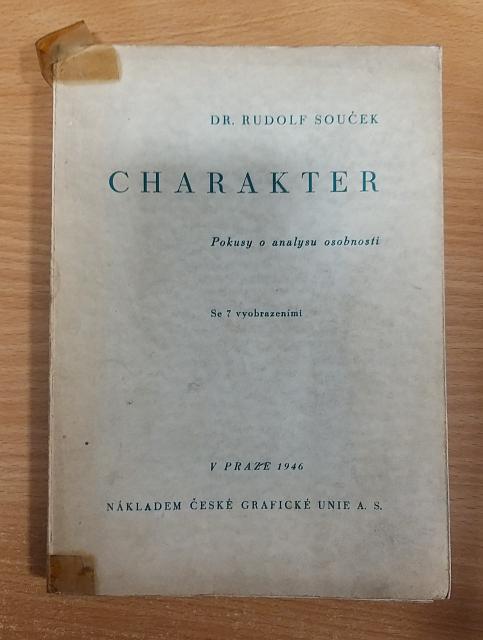 DR. RUDOLF SOUČEK
CHARAKTER
Pokusy o analysu osobnosti
Se 7 vyobrazeními
V PRAZE 1946
NÁKLADEM ČESKÉ GRAFICKÉ UNIE A. S.